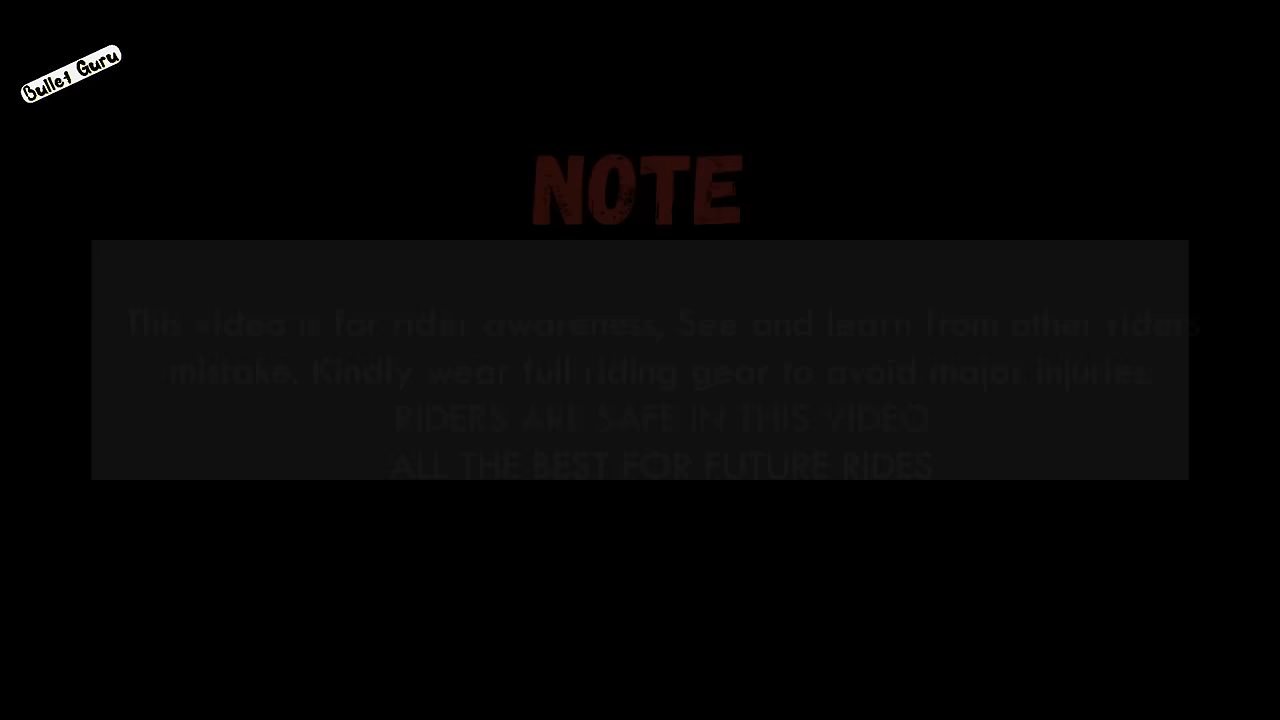 Bullet Guru
NOTE
This video is for rider awareness, See and learn from other riders
mistake. Kindly wear full riding gear to avoid major injuries.
RIDERS ARE SAFE IN THIS VIDEO
ALL THE BEST FOR FUTURE RIDES